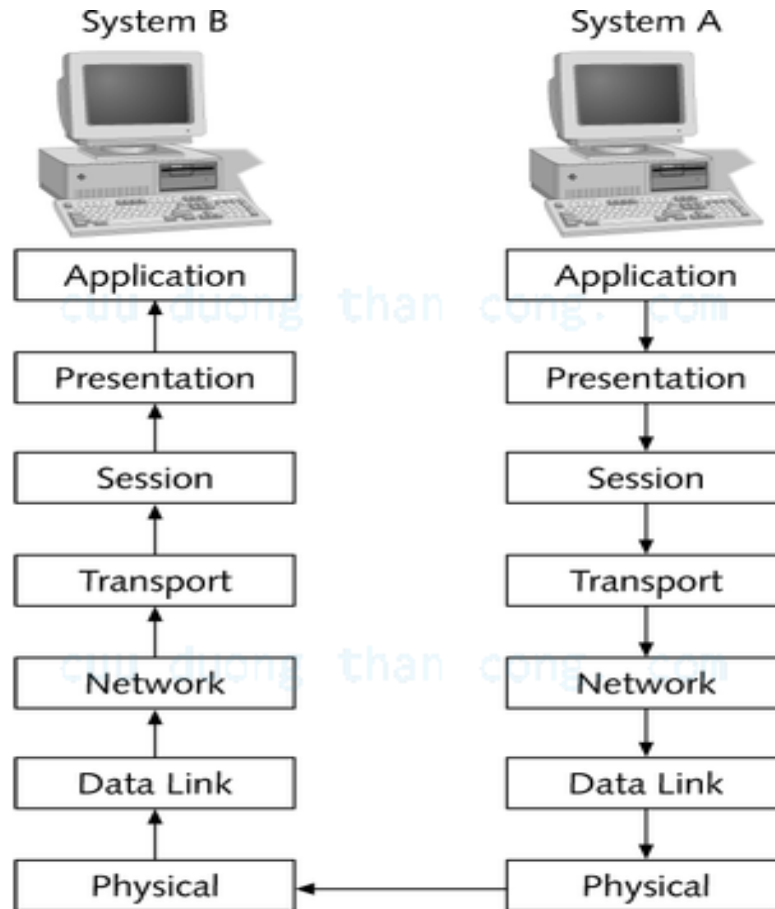 System B System A
Application Application
cuu duong than cong. com
Presentation Presentation
Session Session
Transport Transport
cuu duong than cong. com
Network Network
Data Link Data Link
Physical Physical